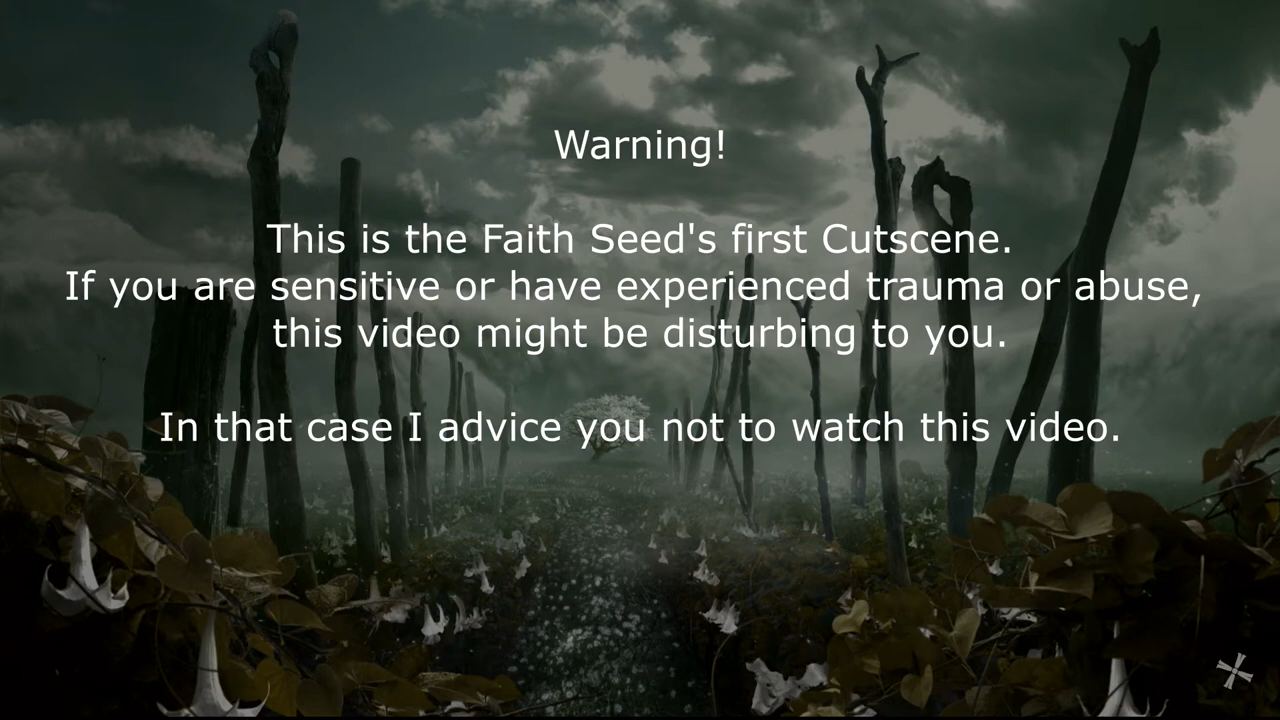 Warning!
This is the Faith Seed's first Cutscene.
If you are sensitive or have experienced trauma or abuse,
this video might be disturbing to you.
In that case I advice you not to watch this video.